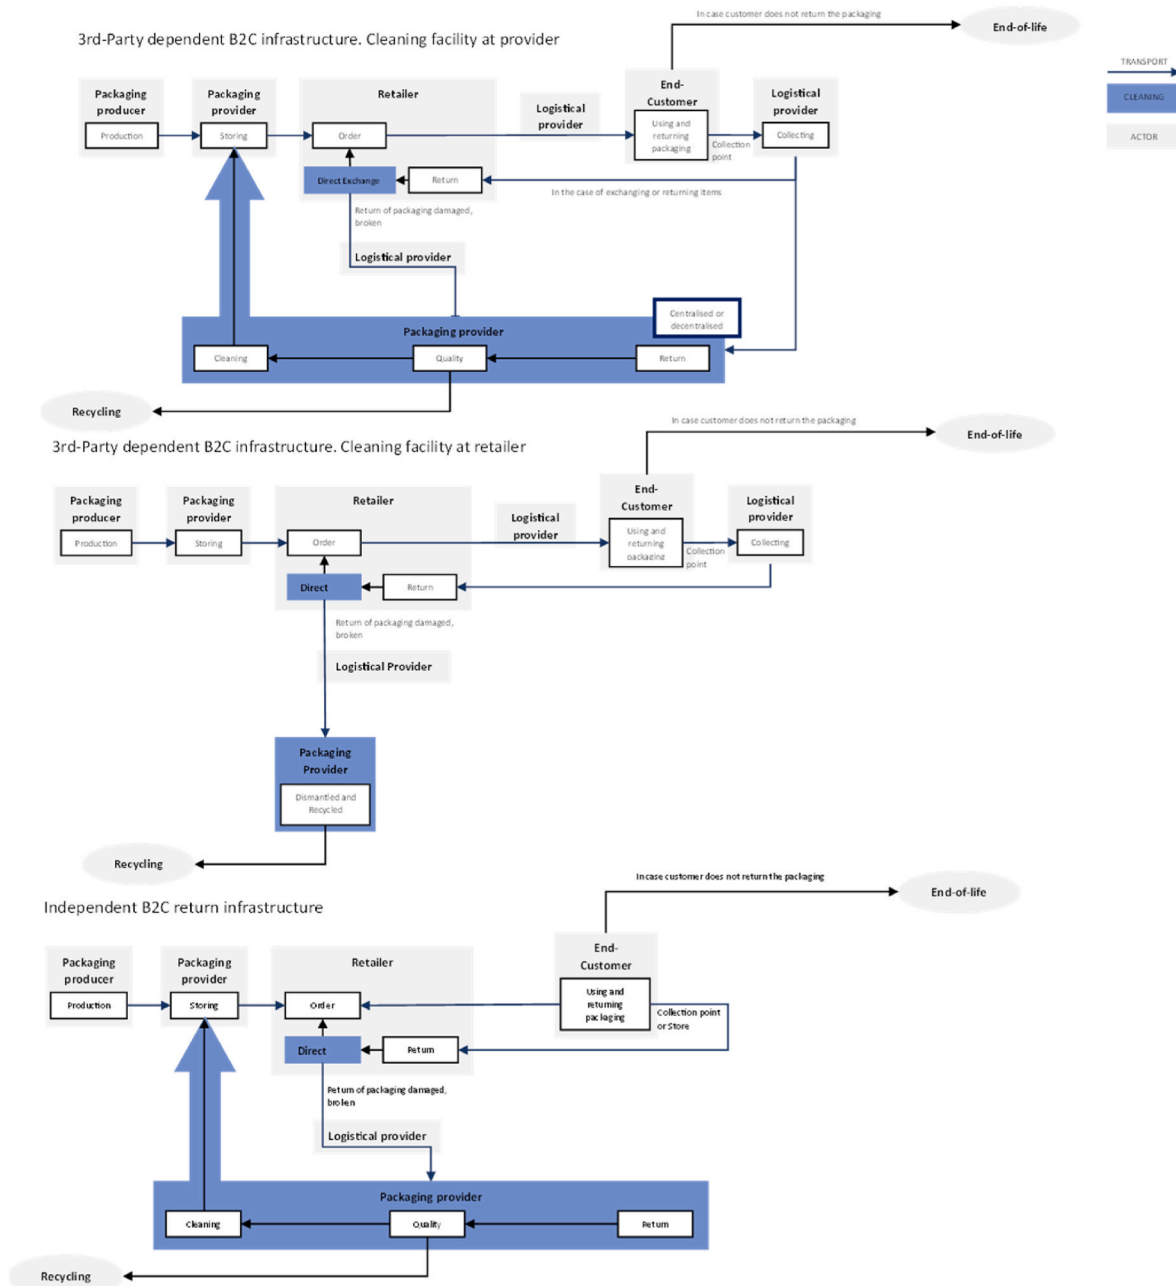 In case customer does not return the packaging
End-of-life
3rd-Party dependent B2C infrastructure. Cleaning facility at provider
TRANSPORT
CLEANING
ACTOR
Packaging
producer
Production
Packaging
provider
Storing
Retailer
Order
Direct Exchange
Return
Logistical
provider
End-
Customer
Using and
returning
packaging
Collection
point
Logistical
provider
Collecting
In the case of exchanging or returning items
Return of packaging damaged,
broken
Logistical provider
Centralised or
decentralised
Packaging provider
Cleaning
Quality
Return
Recycling
In case customer does not return the packaging
End-of-life
3rd-Party dependent B2C infrastructure. Cleaning facility at retailer
Packaging
producer
Production
Packaging
provider
Storing
Retailer
Order
Direct
Return
Logistical
provider
End-
Customer
Using and
returning
packaging
Collection
point
Logistical
provider
Collecting
Return of packaging damaged,
broken
Logistical Provider
Packaging
Provider
Dismantled and
Recycled
Recycling
In case customer does not return the packaging
End-of-life
Independent B2C return infrastructure
Packaging
producer
Production
Packaging
provider
Storing
Retailer
Order
Direct
Return
End-
Customer
Using and
returning
packaging
Collection point
or Store
Return of packaging damaged,
broken
Logistical provider
Packaging provider
Cleaning
Quality
Return
Recycling